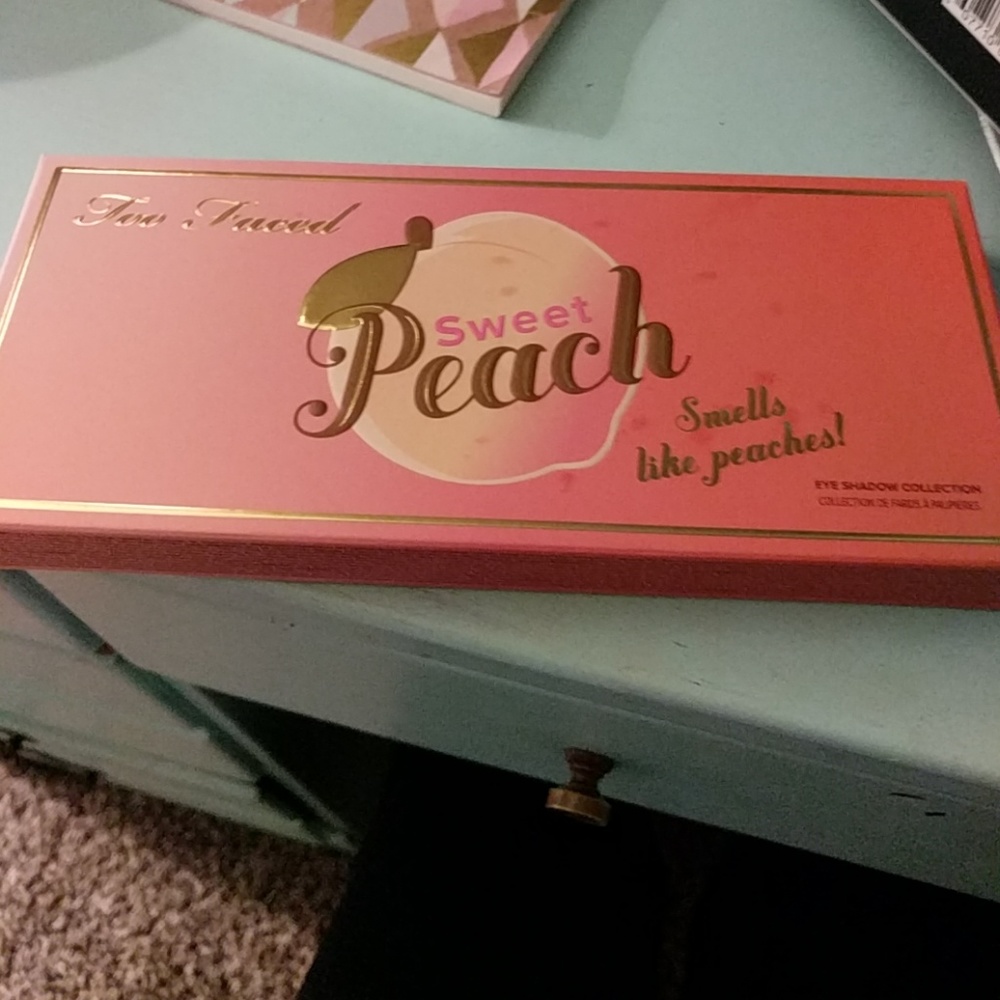 Too Faced
Sweet
Peach
Smells
like peaches!
EYE SHADOW COLLECTION
COLLECTION DE FARDS À PAUPIÈRES